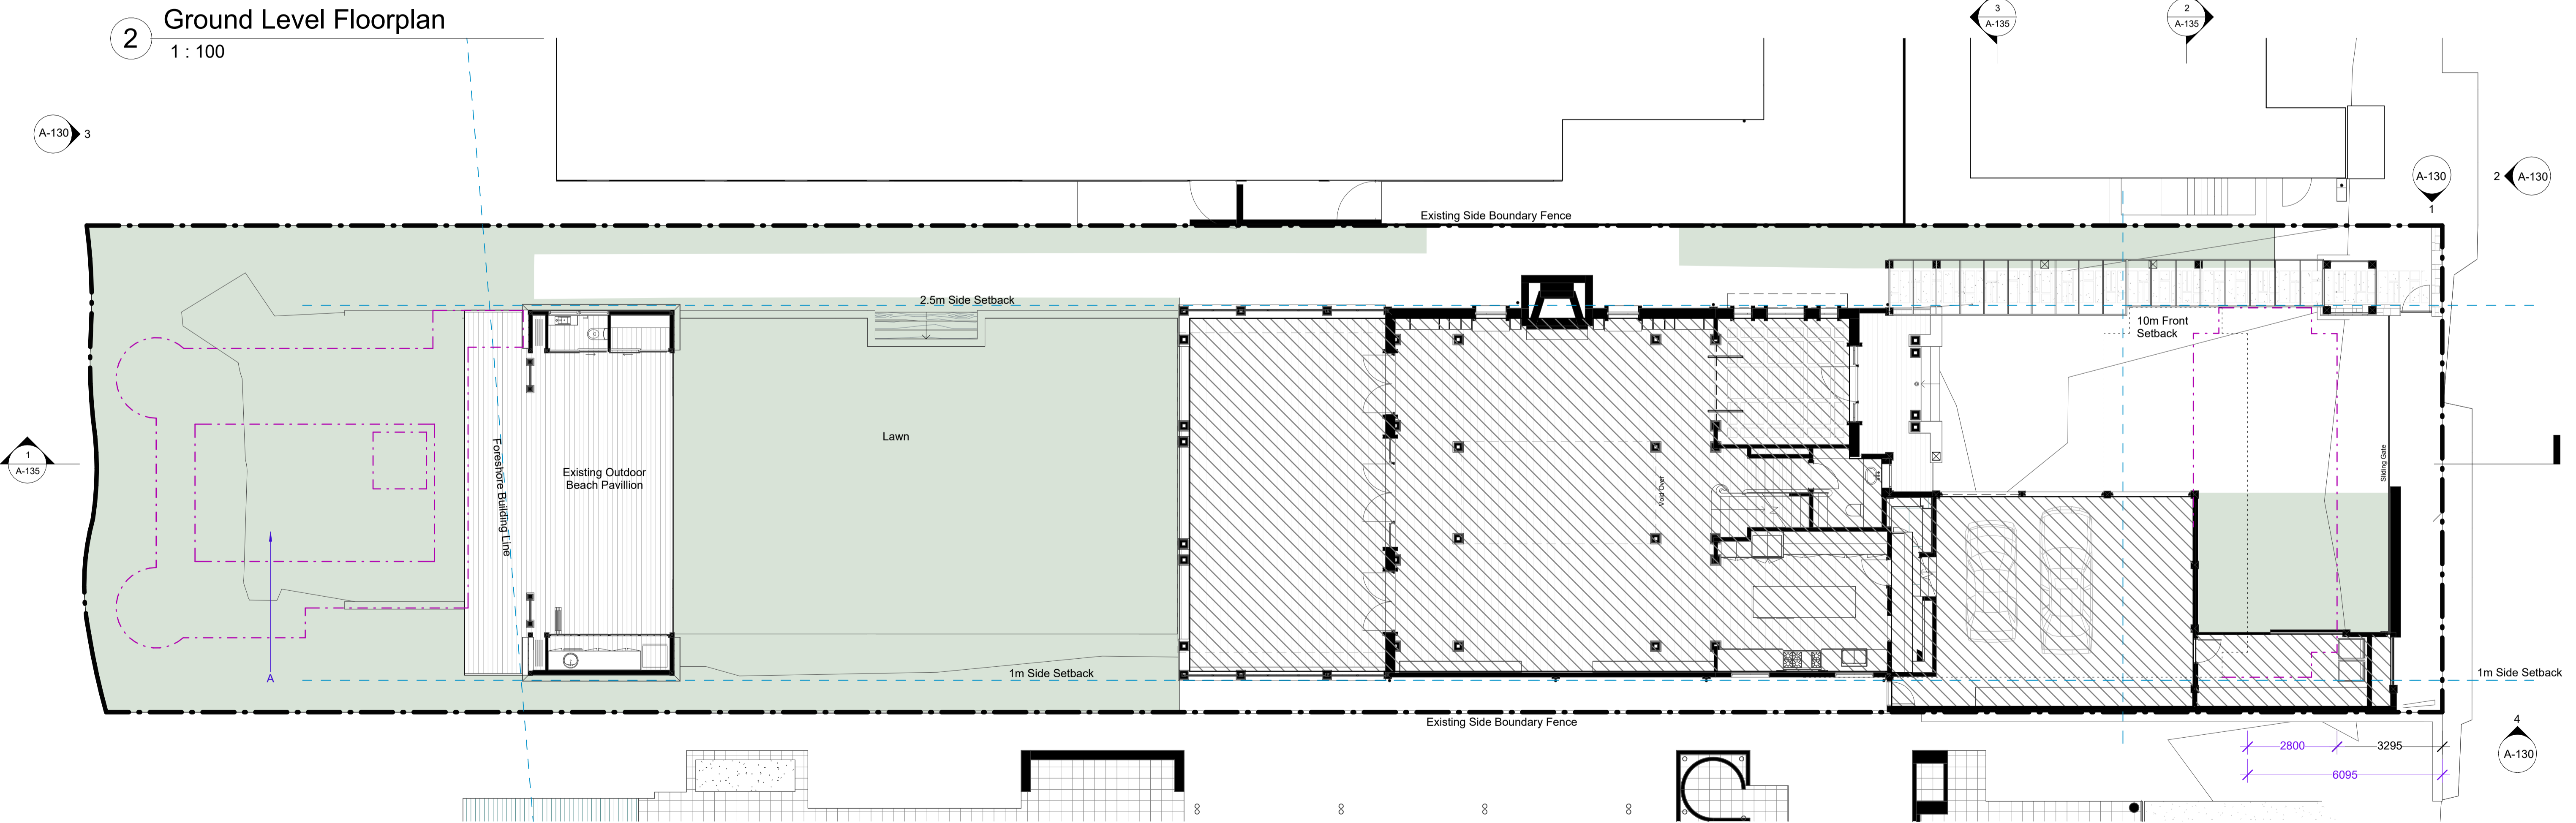 2
Ground Level Floorplan
1 : 100
3
A-135
2
A-135
A-130
3
A-130
1
2
A-130
Existing Side Boundary Fence
2.5m Side Setback
10m Front
Setback
Lawn
1
A-135
Foreshore Building Line
Existing Outdoor
Beach Pavillion
Void Over
Sliding Gate
A
1m Side Setback
1m Side Setback
Existing Side Boundary Fence
4
A-130
2800
3295
6095